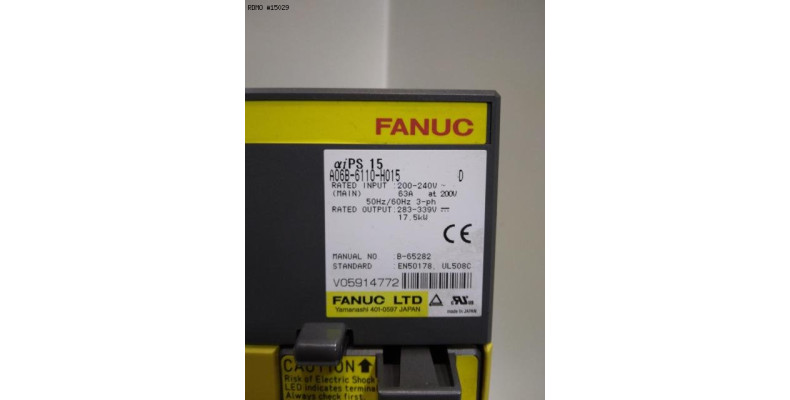 RDMO #15029
FANUC
αiPS 15
A06B-6110-H015 D
RATED INPUT :200-240V ~
(MAIN) 63A at 200V
50Hz/60Hz 3-ph
RATED OUTPUT:283-339V ⎓
17.5kW
CE
MANUAL NO :B-65282
STANDARD :EN50178, UL508C
V05914772
FANUC LTD
Yamanashi 401-0597 JAPAN
made in JAPAN
CAUTION
Risk of Electric Shock
LED indicates termina
Always check first.